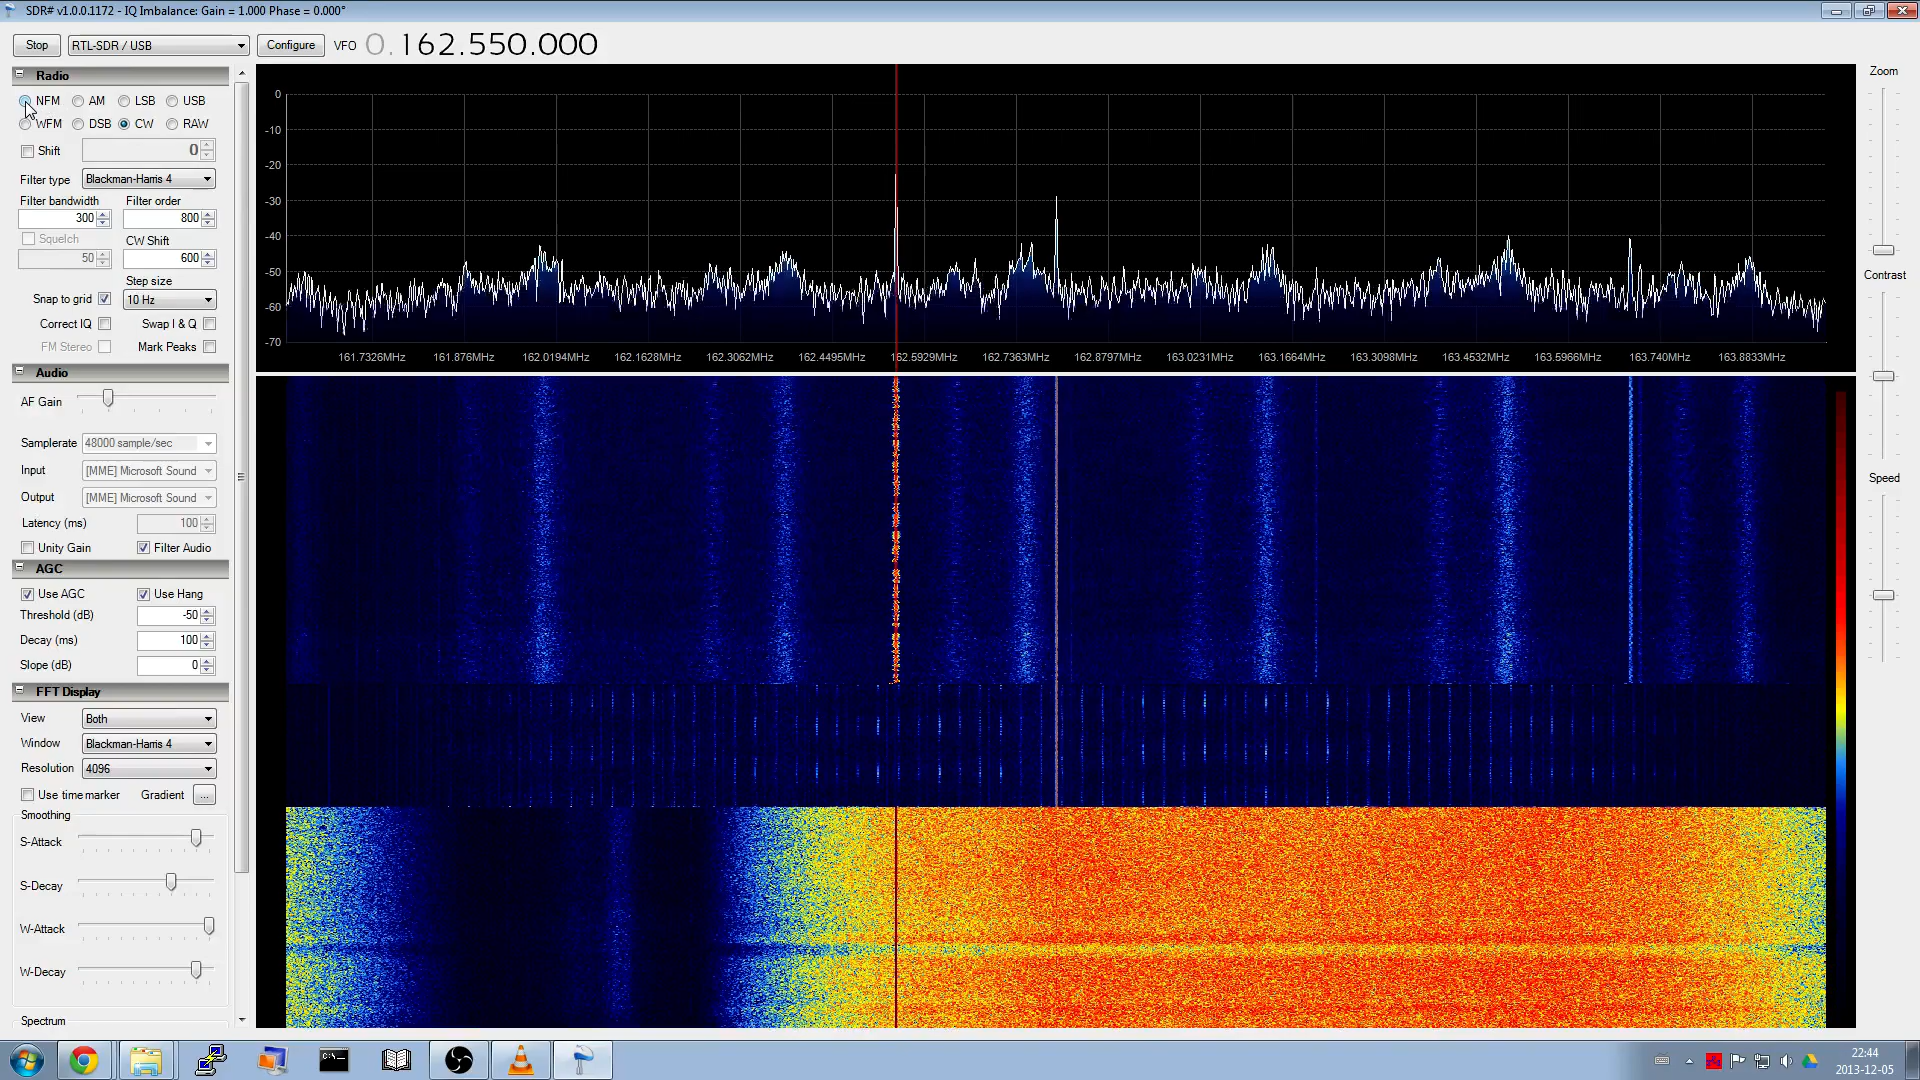 SDR# v1.0.0.1172 - IQ Imbalance: Gain = 1.000 Phase = 0.000°
Stop
RTL-SDR / USB
Configure
VFO
0.162.550.000
Radio
NFM
AM
LSB
USB
WFM
DSB
CW
RAW
Shift
0
Filter type
Blackman-Harris 4
Filter bandwidth
Filter order
300
800
Squelch
CW Shift
50
600
Step size
Snap to grid
10 Hz
Correct IQ
Swap I & Q
FM Stereo
Mark Peaks
Audio
AF Gain
Samplerate
48000 sample/sec
Input
[MME] Microsoft Sound
Output
[MME] Microsoft Sound
Latency (ms)
100
Unity Gain
Filter Audio
AGC
Use AGC
Use Hang
Threshold (dB)
-50
Decay (ms)
100
Slope (dB)
0
FFT Display
View
Both
Window
Blackman-Harris 4
Resolution
4096
Use time marker
Gradient
...
Smoothing
S-Attack
S-Decay
W-Attack
W-Decay
Spectrum
0
-10
-20
-30
-40
-50
-60
-70
161.7326MHz
161.876MHz
162.0194MHz
162.1628MHz
162.3062MHz
162.4495MHz
162.5929MHz
162.7363MHz
162.8797MHz
163.0231MHz
163.1664MHz
163.3098MHz
163.4532MHz
163.5966MHz
163.740MHz
163.8833MHz
Zoom
Contrast
Speed
C:\
22:44
2013-12-05